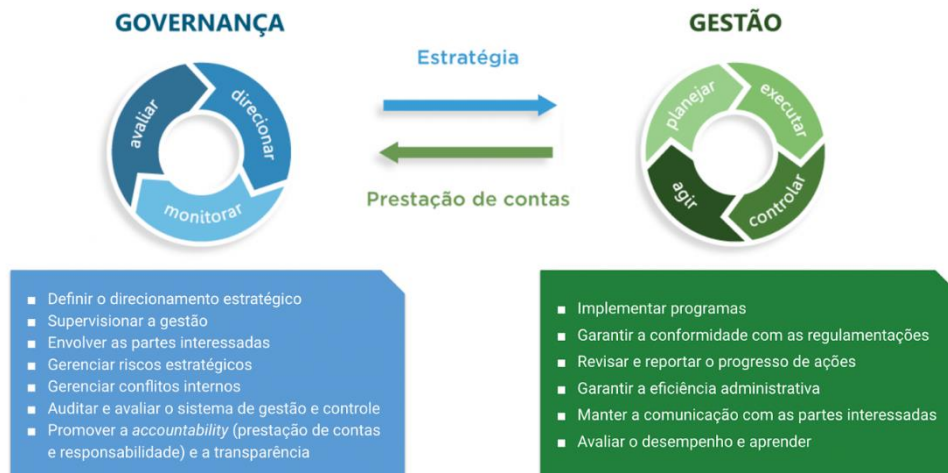 GOVERNANÇA
avaliar
direcionar
monitorar
Estratégia
Prestação de contas
GESTÃO
planejar
executar
controlar
agir
▪ Definir o direcionamento estratégico
▪ Supervisionar a gestão
▪ Envolver as partes interessadas
▪ Gerenciar riscos estratégicos
▪ Gerenciar conflitos internos
▪ Auditar e avaliar o sistema de gestão e controle
▪ Promover a accountability (prestação de contas
e responsabilidade) e a transparência
▪ Implementar programas
▪ Garantir a conformidade com as regulamentações
▪ Revisar e reportar o progresso de ações
▪ Garantir a eficiência administrativa
▪ Manter a comunicação com as partes interessadas
▪ Avaliar o desempenho e aprender